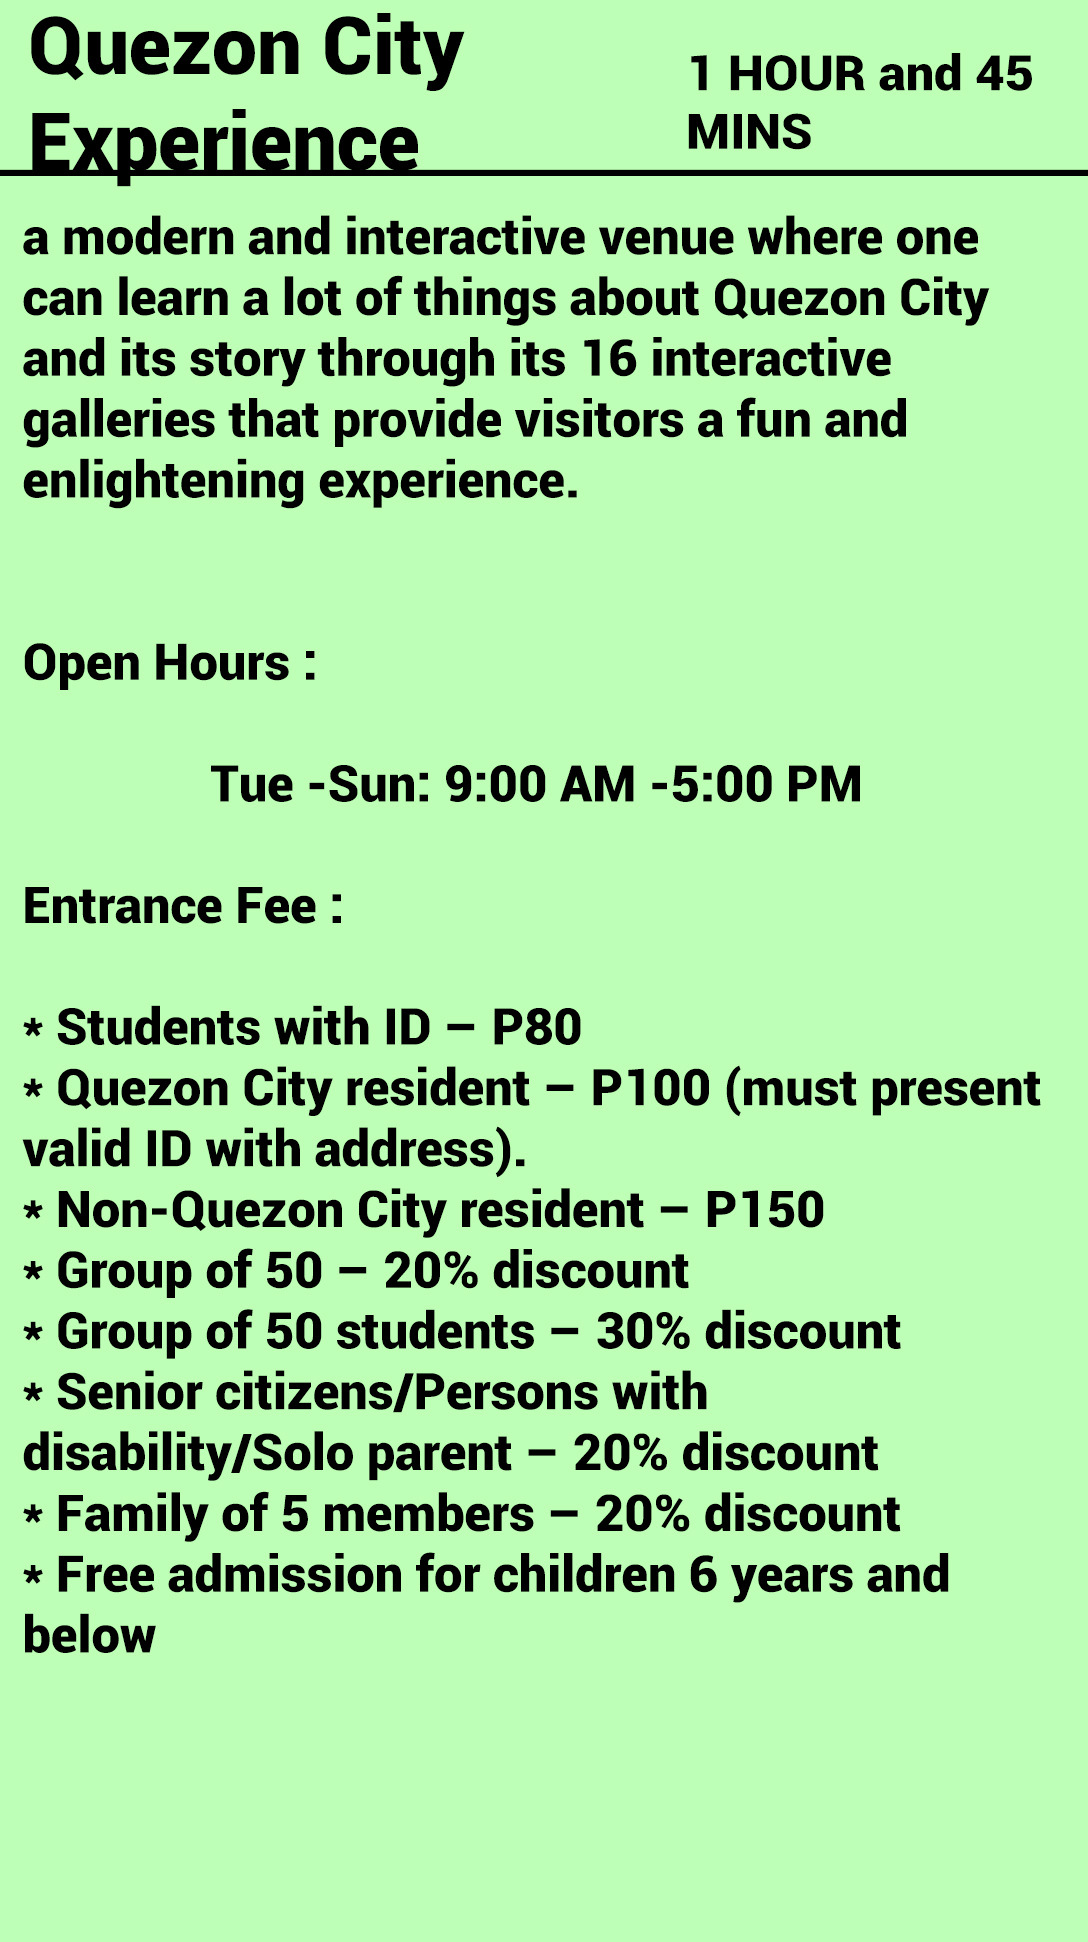 Quezon City
Experience
1 HOUR and 45
MINS
a modern and interactive venue where one
can learn a lot of things about Quezon City
and its story through its 16 interactive
galleries that provide visitors a fun and
enlightening experience.
Open Hours :
Tue -Sun: 9:00 AM -5:00 PM
Entrance Fee :
* Students with ID – P80
* Quezon City resident – P100 (must present
valid ID with address).
* Non-Quezon City resident – P150
* Group of 50 – 20% discount
* Group of 50 students – 30% discount
* Senior citizens/Persons with
disability/Solo parent – 20% discount
* Family of 5 members – 20% discount
* Free admission for children 6 years and
below